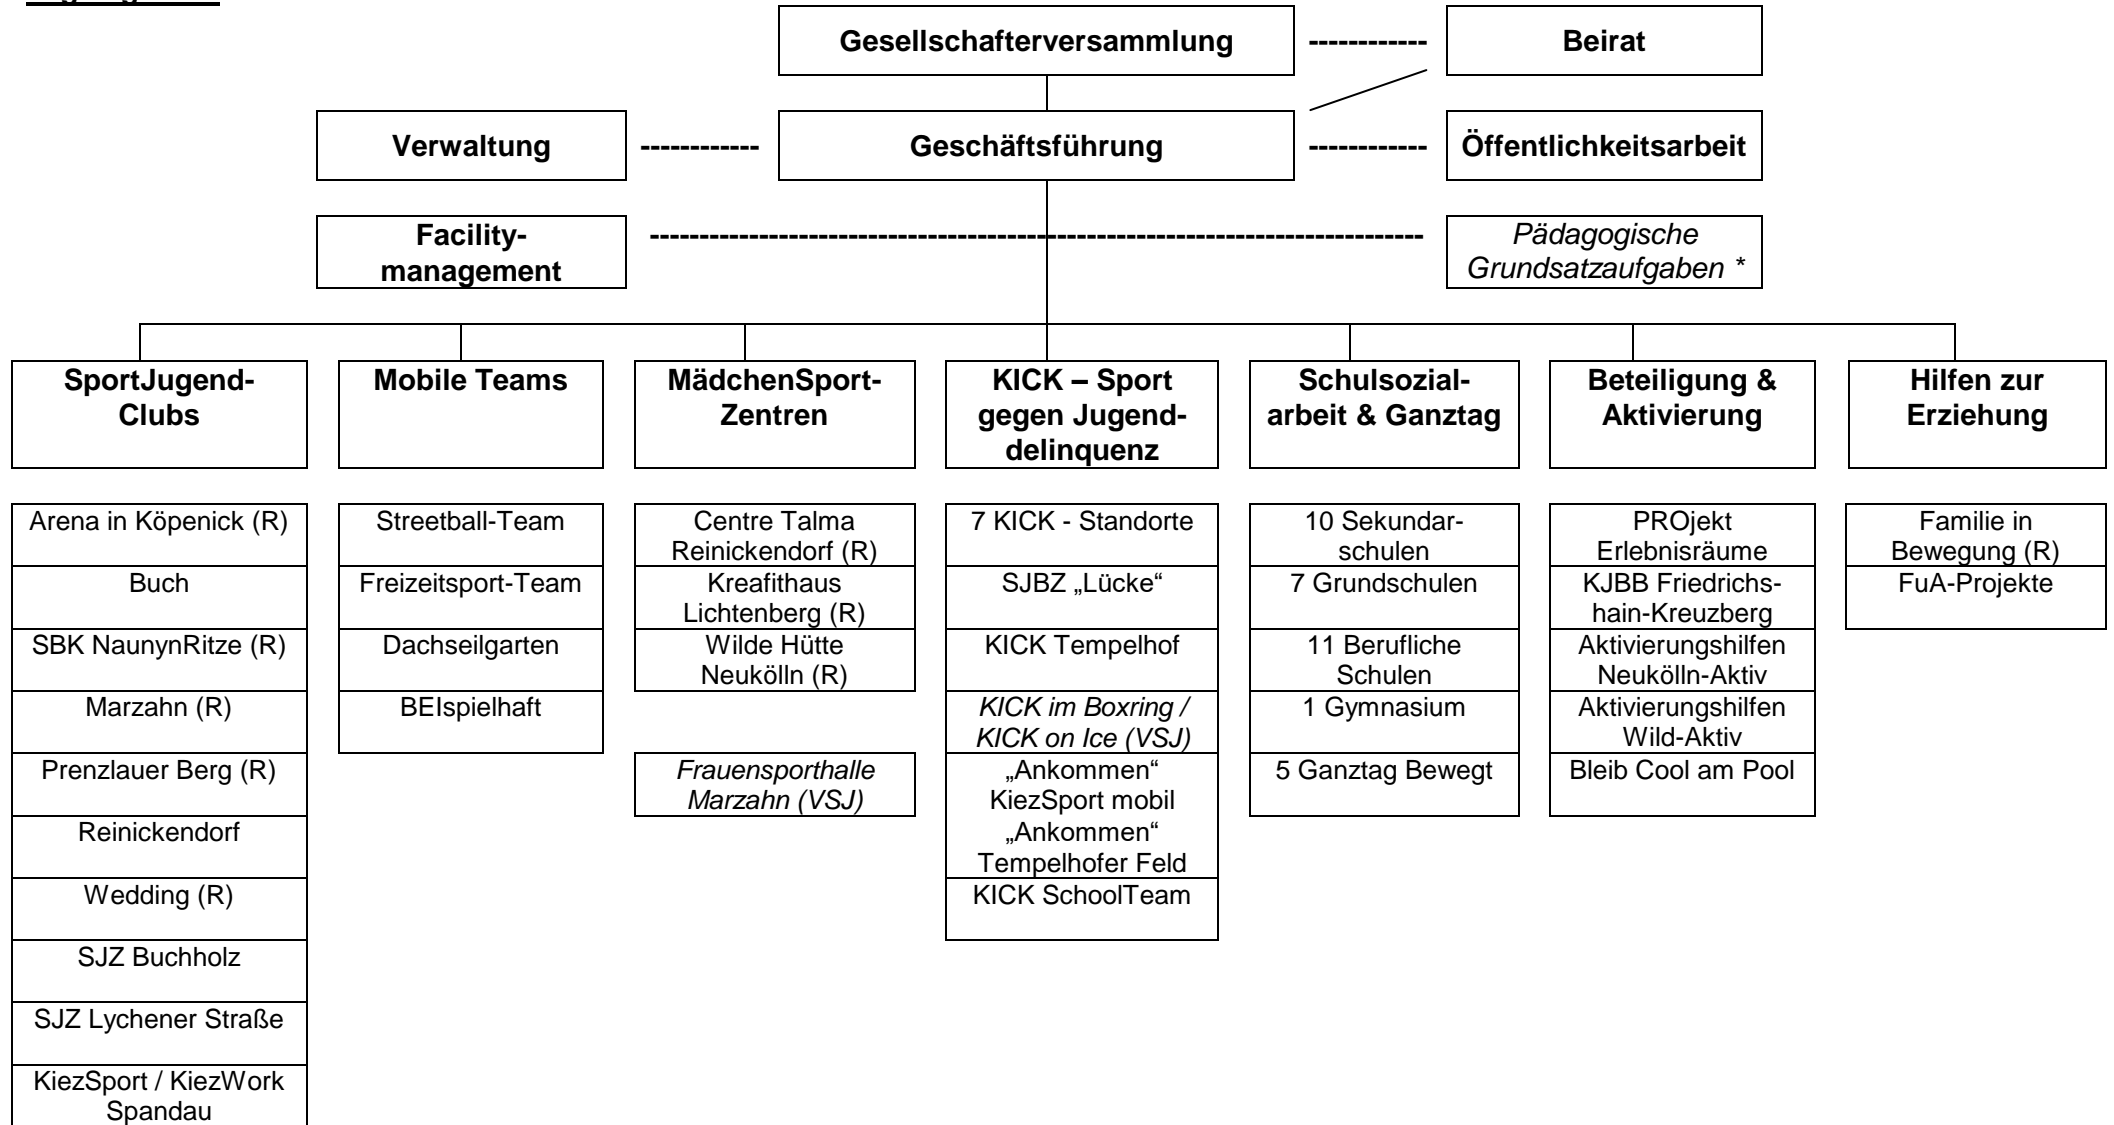 Gesellschafterversammlung
Beirat
Verwaltung
Geschäftsführung
Öffentlichkeitsarbeit
Facility-
management
Pädagogische
Grundsatzaufgaben *
SportJugend-
Clubs
Mobile Teams
MädchenSport-
Zentren
KICK – Sport
gegen Jugend-
delinquenz
Schulsozial-
arbeit & Ganztag
Beteiligung &
Aktivierung
Hilfen zur
Erziehung
Arena in Köpenick (R)
Buch
SBK NaunynRitze (R)
Marzahn (R)
Prenzlauer Berg (R)
Reinickendorf
Wedding (R)
SJZ Buchholz
SJZ Lychener Straße
KiezSport / KiezWork
Spandau
Streetball-Team
Freizeitsport-Team
Dachseilgarten
BEIspielhaft
Centre Talma
Reinickendorf (R)
Kreafithaus
Lichtenberg (R)
Wilde Hütte
Neukölln (R)
Frauensporthalle
Marzahn (VSJ)
7 KICK - Standorte
SJBZ „Lücke“
KICK Tempelhof
KICK im Boxring /
KICK on Ice (VSJ)
„Ankommen“
KiezSport mobil
„Ankommen“
Tempelhofer Feld
KICK SchoolTeam
10 Sekundar-
schulen
7 Grundschulen
11 Berufliche
Schulen
1 Gymnasium
5 Ganztag Bewegt
PROjekt
Erlebnisräume
KJBB Friedrichs-
hain-Kreuzberg
Aktivierungshilfen
Neukölln-Aktiv
Aktivierungshilfen
Wild-Aktiv
Bleib Cool am Pool
Familie in
Bewegung (R)
FuA-Projekte